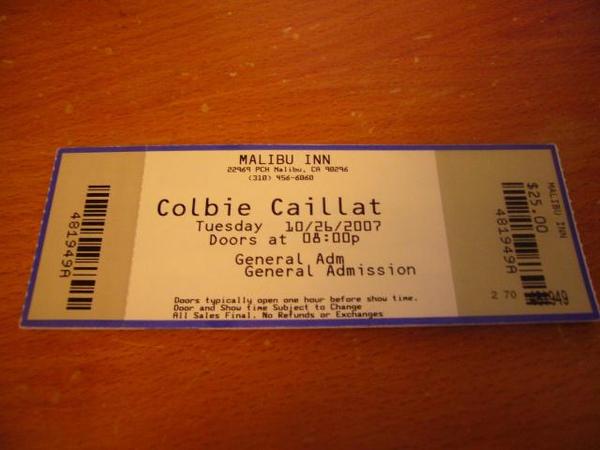 MALIBU INN
22969 PCH Malibu, CA 90296
(310) 456-6060
Colbie Caillat
Tuesday 10/26/2007
Doors at 08:00p
General Adm
General Admission
Doors typically open one hour before show time.
Door and Show time Subject to Change
All Sales Final. No Refunds or Exchanges
481949A
481949A
$25.00
MALIBU INN
2 70